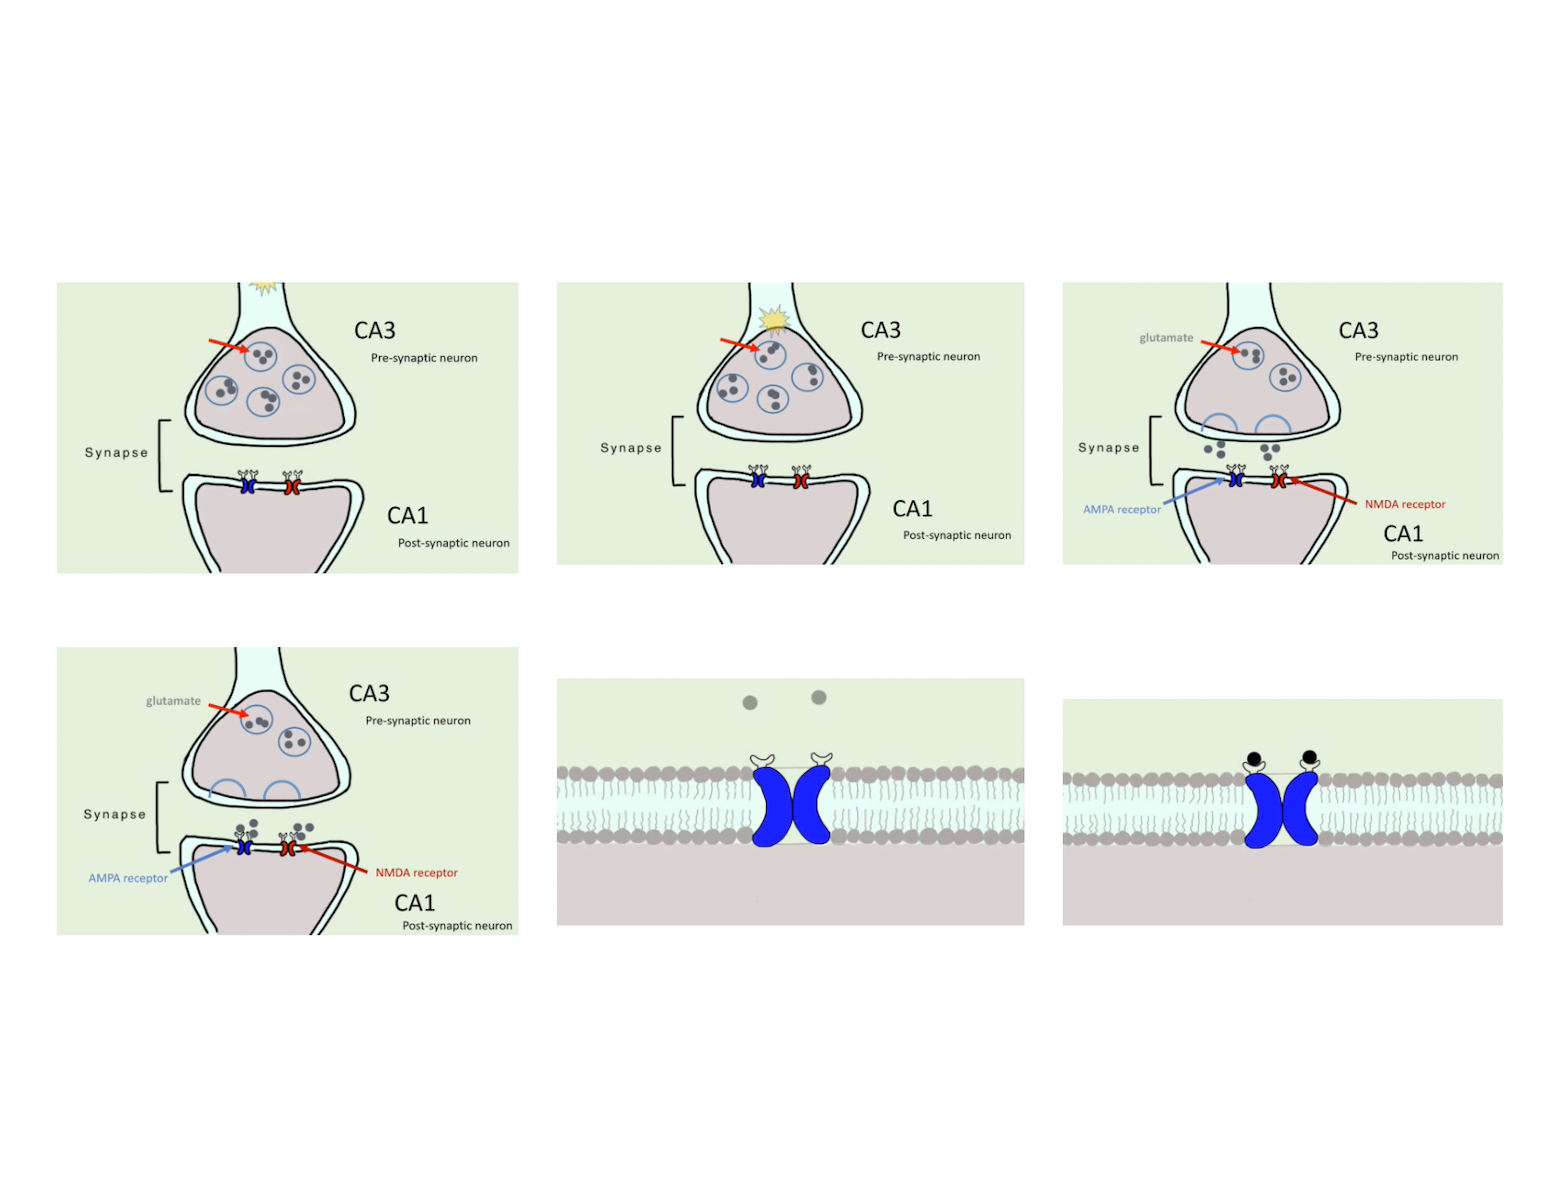 CA3
Pre-synaptic neuron
Synapse
CA1
Post-synaptic neuron
CA3
Pre-synaptic neuron
Synapse
CA1
Post-synaptic neuron
glutamate
CA3
Pre-synaptic neuron
Synapse
AMPA receptor
NMDA receptor
CA1
Post-synaptic neuron
glutamate
CA3
Pre-synaptic neuron
Synapse
AMPA receptor
NMDA receptor
CA1
Post-synaptic neuron